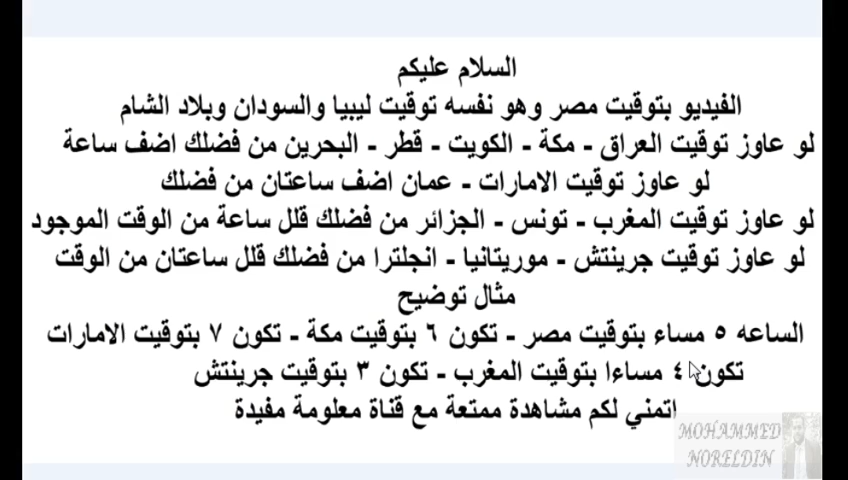 السلام عليكم
الفيديو بتوقيت مصر وهو نفسه توقيت ليبيا والسودان وبلاد الشام
لو عاوز توقيت العراق - مكة - الكويت - قطر - البحرين من فضلك اضف ساعة
لو عاوز توقيت الامارات - عمان اضف ساعتان من فضلك
لو عاوز توقيت المغرب - تونس - الجزائر من فضلك قلل ساعة من الوقت الموجود
لو عاوز توقيت جرينتش - موريتانيا - انجلترا من فضلك قلل ساعتان من الوقت
مثال توضيح
الساعه ٥ مساء بتوقيت مصر - تكون ٦ بتوقيت مكة - تكون ٧ بتوقيت الامارات
تكون ٤ مساءا بتوقيت المغرب - تكون ٣ بتوقيت جرينتش
اتمني لكم مشاهدة ممتعة مع قناة معلومة مفيدة
MOHAMMED
NORELDIN